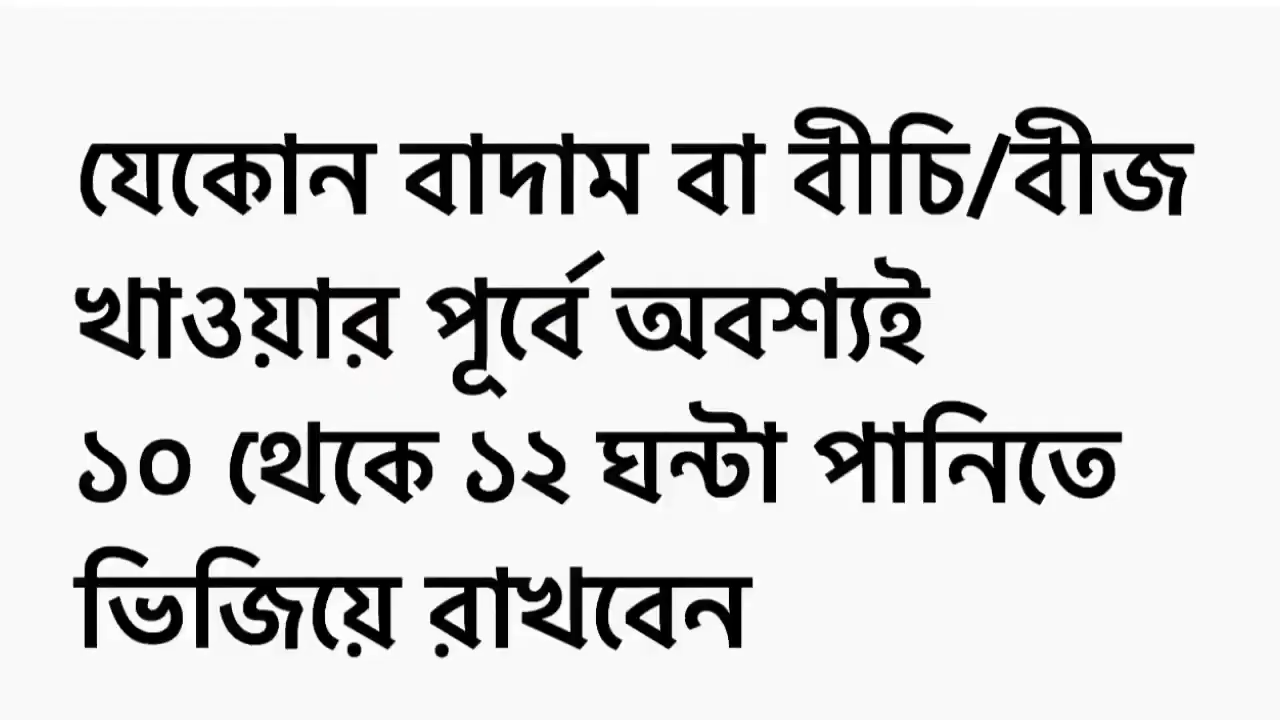 যেকোন বাদাম বা বীচি/বীজ
খাওয়ার পূর্বে অবশ্যই
১০ থেকে ১২ ঘন্টা পানিতে
ভিজিয়ে রাখবেন